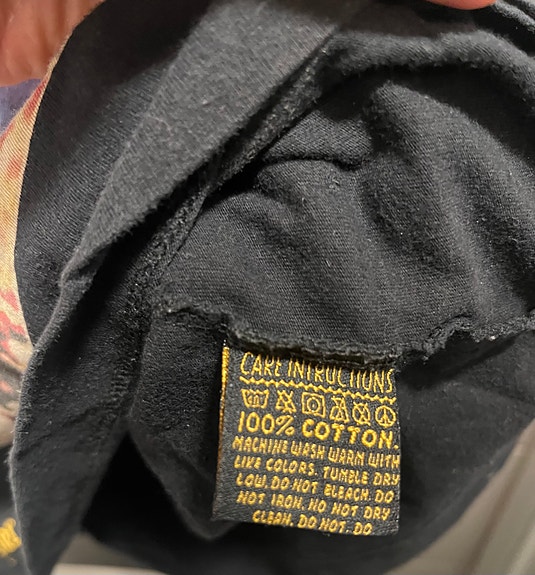 CARE INTRUCTIONS
100% COTTON
MACHINE WASH WARM WITH
LIKE COLORS. TUMBLE DRY
LOW. DO NOT BLEACH. DO
NOT IRON. NO NOT DRY
CLEAN. DO NOT. DO